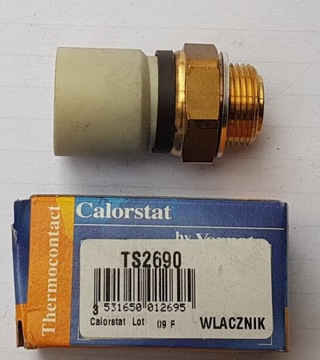 Thermocontact
Calorstat
by Vernet
TS2690
3 531650 012695
Calorstat Lot 09 F
WLACZNIK